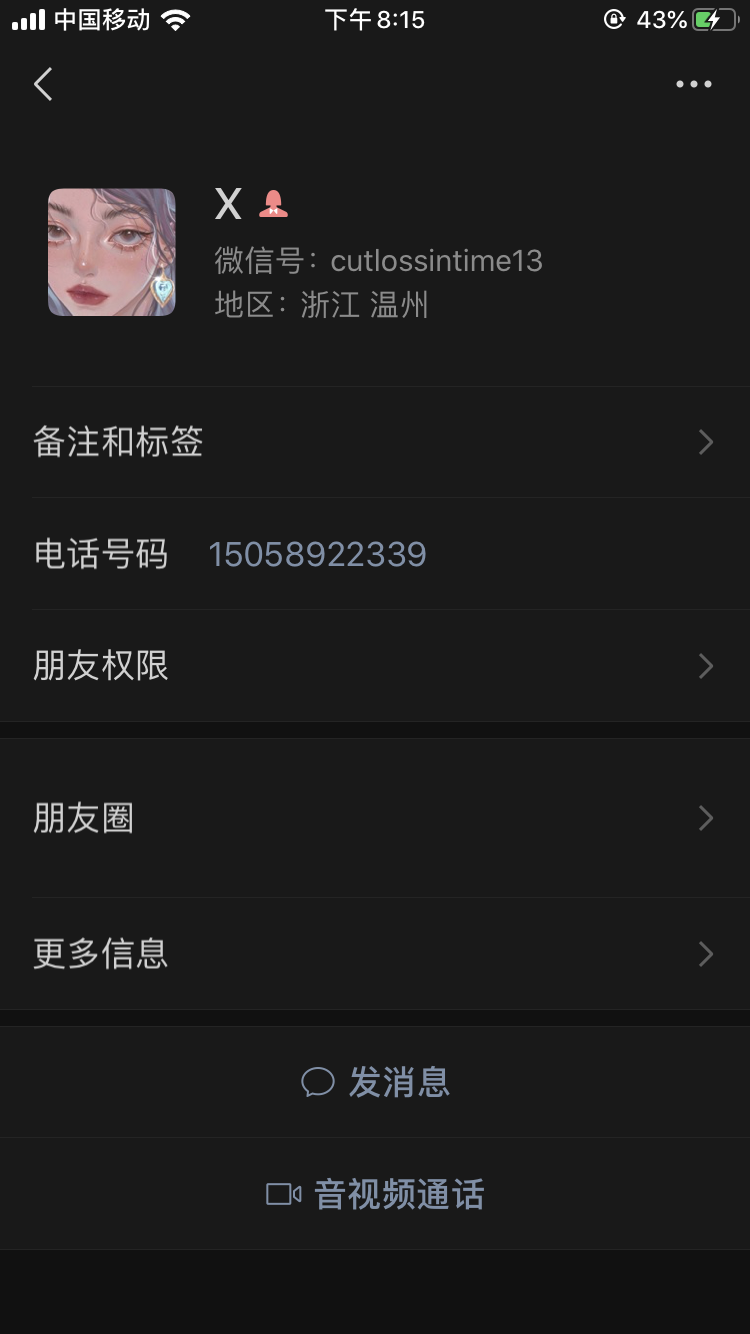 中国移动 下午8:15 43%
X
微信号：cutlossintime13
地区：浙江 温州
备注和标签
电话号码 15058922339
朋友权限
朋友圈
更多信息
发消息
音视频通话